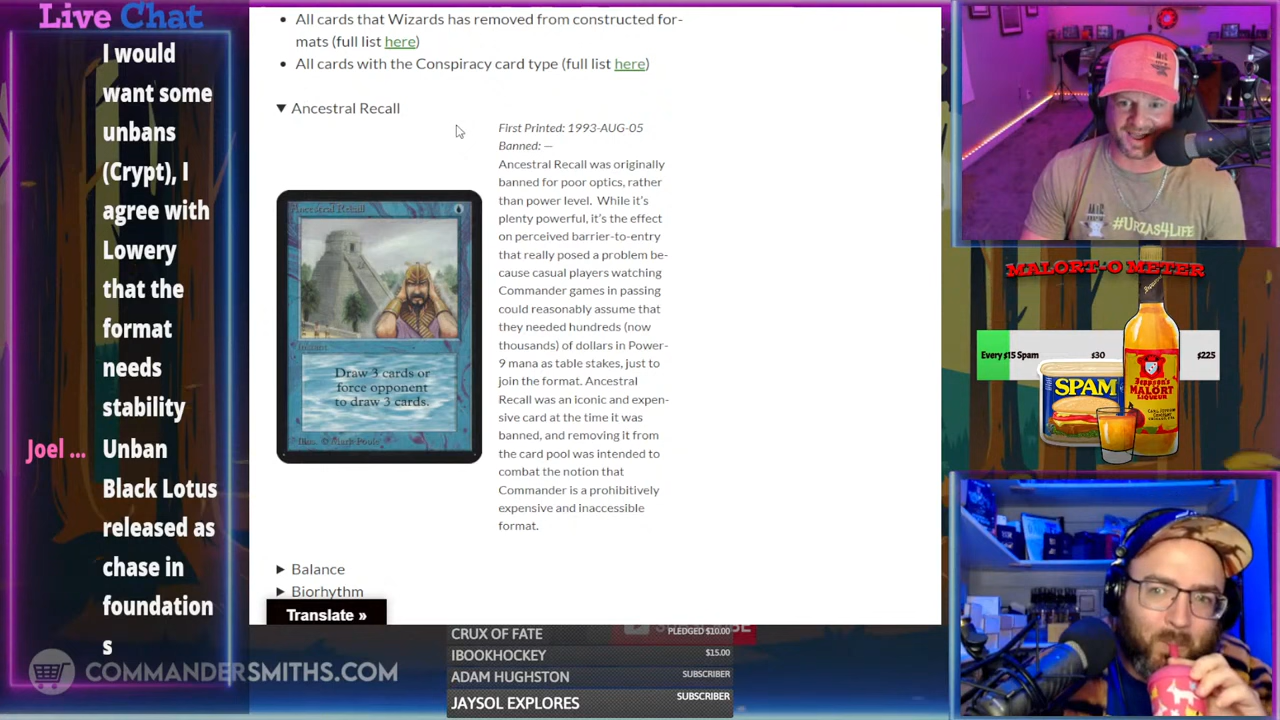 Live Chat
I would
want some
unbans
(Crypt), I
agree with
Lowery
that the
format
needs
stability
Joel ... Unban
Black Lotus
released as
chase in
foundation
s
• All cards that Wizards has removed from constructed for-
mats (full list here)
• All cards with the Conspiracy card type (full list here)
▼ Ancestral Recall
First Printed: 1993-AUG-05
Banned: —
Ancestral Recall was originally
banned for poor optics, rather
than power level. While it's
plenty powerful, it's the effect
on perceived barrier-to-entry
that really posed a problem be-
cause casual players watching
Commander games in passing
could reasonably assume that
they needed hundreds (now
thousands) of dollars in Power-
9 mana as table stakes, just to
join the format. Ancestral
Recall was an iconic and expen-
sive card at the time it was
banned, and removing it from
the card pool was intended to
combat the notion that
Commander is a prohibitively
expensive and inaccessible
format.
Ancestral Recall
Instant
Draw 3 cards or
force opponent
to draw 3 cards.
Illus. © Mark Poole
► Balance
► Biorhythm
Translate »
#URZAS4LIFE
MALORT-O METER
Every $15 Spam $30 $225
SPAM
Jeppson's
MALÖRT
LIQUEUR
COMMANDERSMITHS.COM
CRUX OF FATE PLEDGED $10.00
IBOOKHOCKEY $15.00
ADAM HUGHSTON SUBSCRIBER
JAYSOL EXPLORES SUBSCRIBER